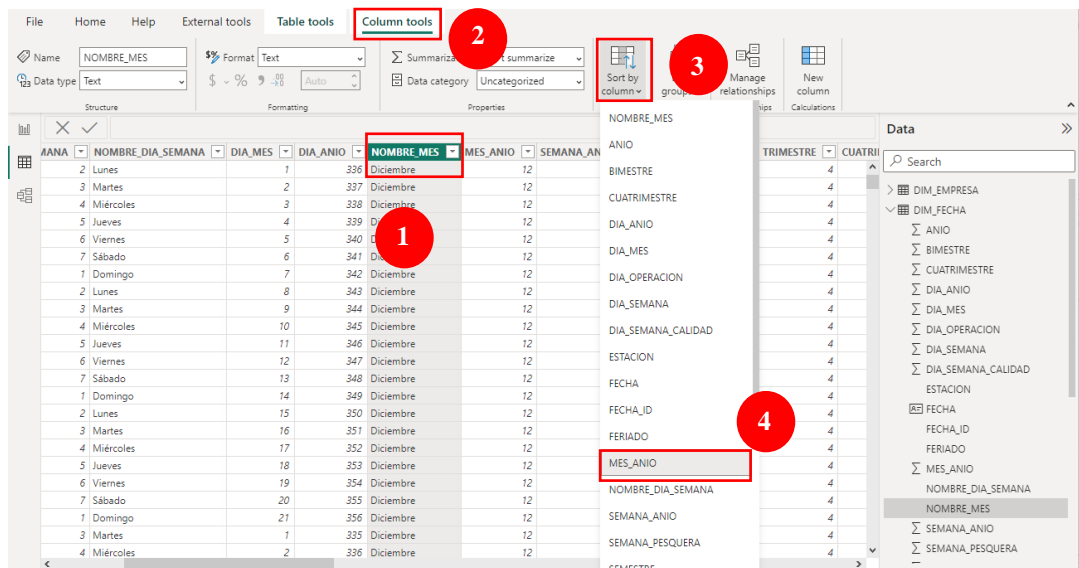 File Home Help External tools Table tools Column tools
2
Name NOMBRE_MES $% Format Text Summariz summarize
3
Sort by column
Manage relationships
New column
Data type Text $ % 9 Auto Data category Uncategorized
Structure Formatting Properties Calculations
NOMBRE_DIA_SEMANA DIA_MES DIA_ANIO NOMBRE_MES MES_ANIO TRIMESTRE
2 Lunes 1 336 Diciembre 12 4
3 Martes 2 337 Diciembre 12 4
4 Miércoles 3 338 Diciembre 12 4
5 Jueves 4 339 12 4
6 Viernes 5 340 12 4
7 Sábado 6 341 12 4
1 Domingo 7 342 Diciembre 12 4
2 Lunes 8 343 Diciembre 12 4
3 Martes 9 344 Diciembre 12 4
4 Miércoles 10 345 Diciembre 12 4
5 Jueves 11 346 Diciembre 12 4
6 Viernes 12 347 Diciembre 12 4
7 Sábado 13 348 Diciembre 12 4
1 Domingo 14 349 Diciembre 12 4
2 Lunes 15 350 Diciembre 12 4
3 Martes 16 351 Diciembre 12 4
4 Miércoles 17 352 Diciembre 12 4
5 Jueves 18 353 Diciembre 12 4
6 Viernes 19 354 Diciembre 12 4
7 Sábado 20 355 Diciembre 12 4
1 Domingo 21 356 Diciembre 12 4
3 Martes 1 335 Diciembre 12 4
4 Miércoles 2 336 Diciembre 12 4
1
NOMBRE_MES
ANIO
BIMESTRE
CUATRIMESTRE
DIA_ANIO
DIA_MES
DIA_OPERACION
DIA_SEMANA
DIA_SEMANA_CALIDAD
ESTACION
FECHA
FECHA_ID
FERIADO
MES_ANIO
NOMBRE_DIA_SEMANA
SEMANA_ANIO
SEMANA_PESQUERA
SEMESTRE
4
Data
Search
DIM_EMPRESA
DIM_FECHA
ANIO
BIMESTRE
CUATRIMESTRE
DIA_ANIO
DIA_MES
DIA_OPERACION
DIA_SEMANA
DIA_SEMANA_CALIDAD
ESTACION
FECHA
FECHA_ID
FERIADO
MES_ANIO
NOMBRE_DIA_SEMANA
NOMBRE_MES
SEMANA_ANIO
SEMANA_PESQUERA